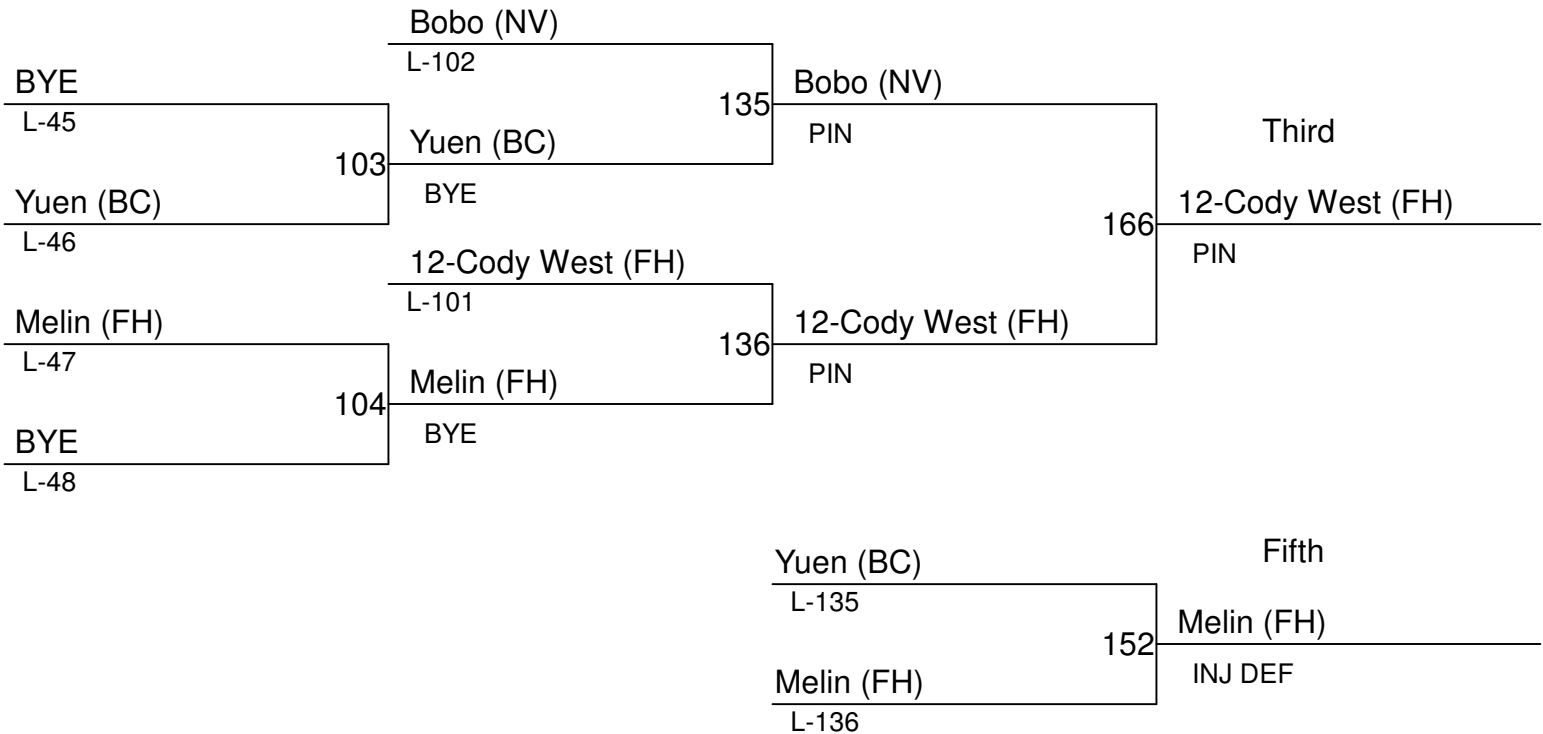 Bobo (NV)
L-102
BYE
L-45
135
Bobo (NV)
PIN
Third
103
Yuen (BC)
BYE
Yuen (BC)
L-46
166
12-Cody West (FH)
PIN
12-Cody West (FH)
L-101
Melin (FH)
L-47
136
12-Cody West (FH)
PIN
104
Melin (FH)
BYE
BYE
L-48
Yuen (BC)
L-135
Fifth
152
Melin (FH)
INJ DEF
Melin (FH)
L-136